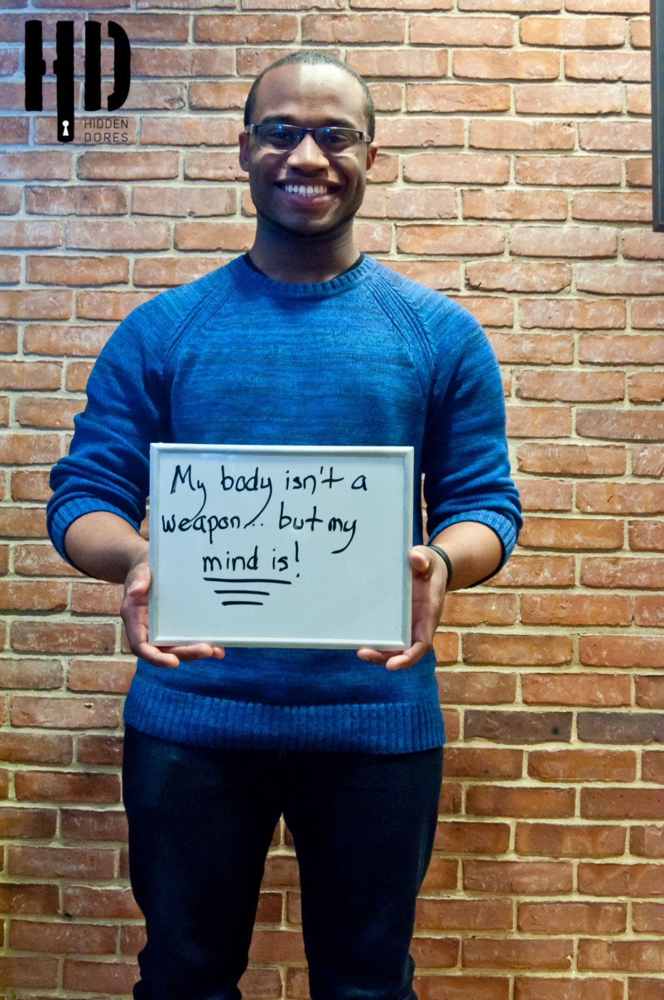 HD
HIDDEN
DORES
My body isn't a
weapon... but my
mind is!